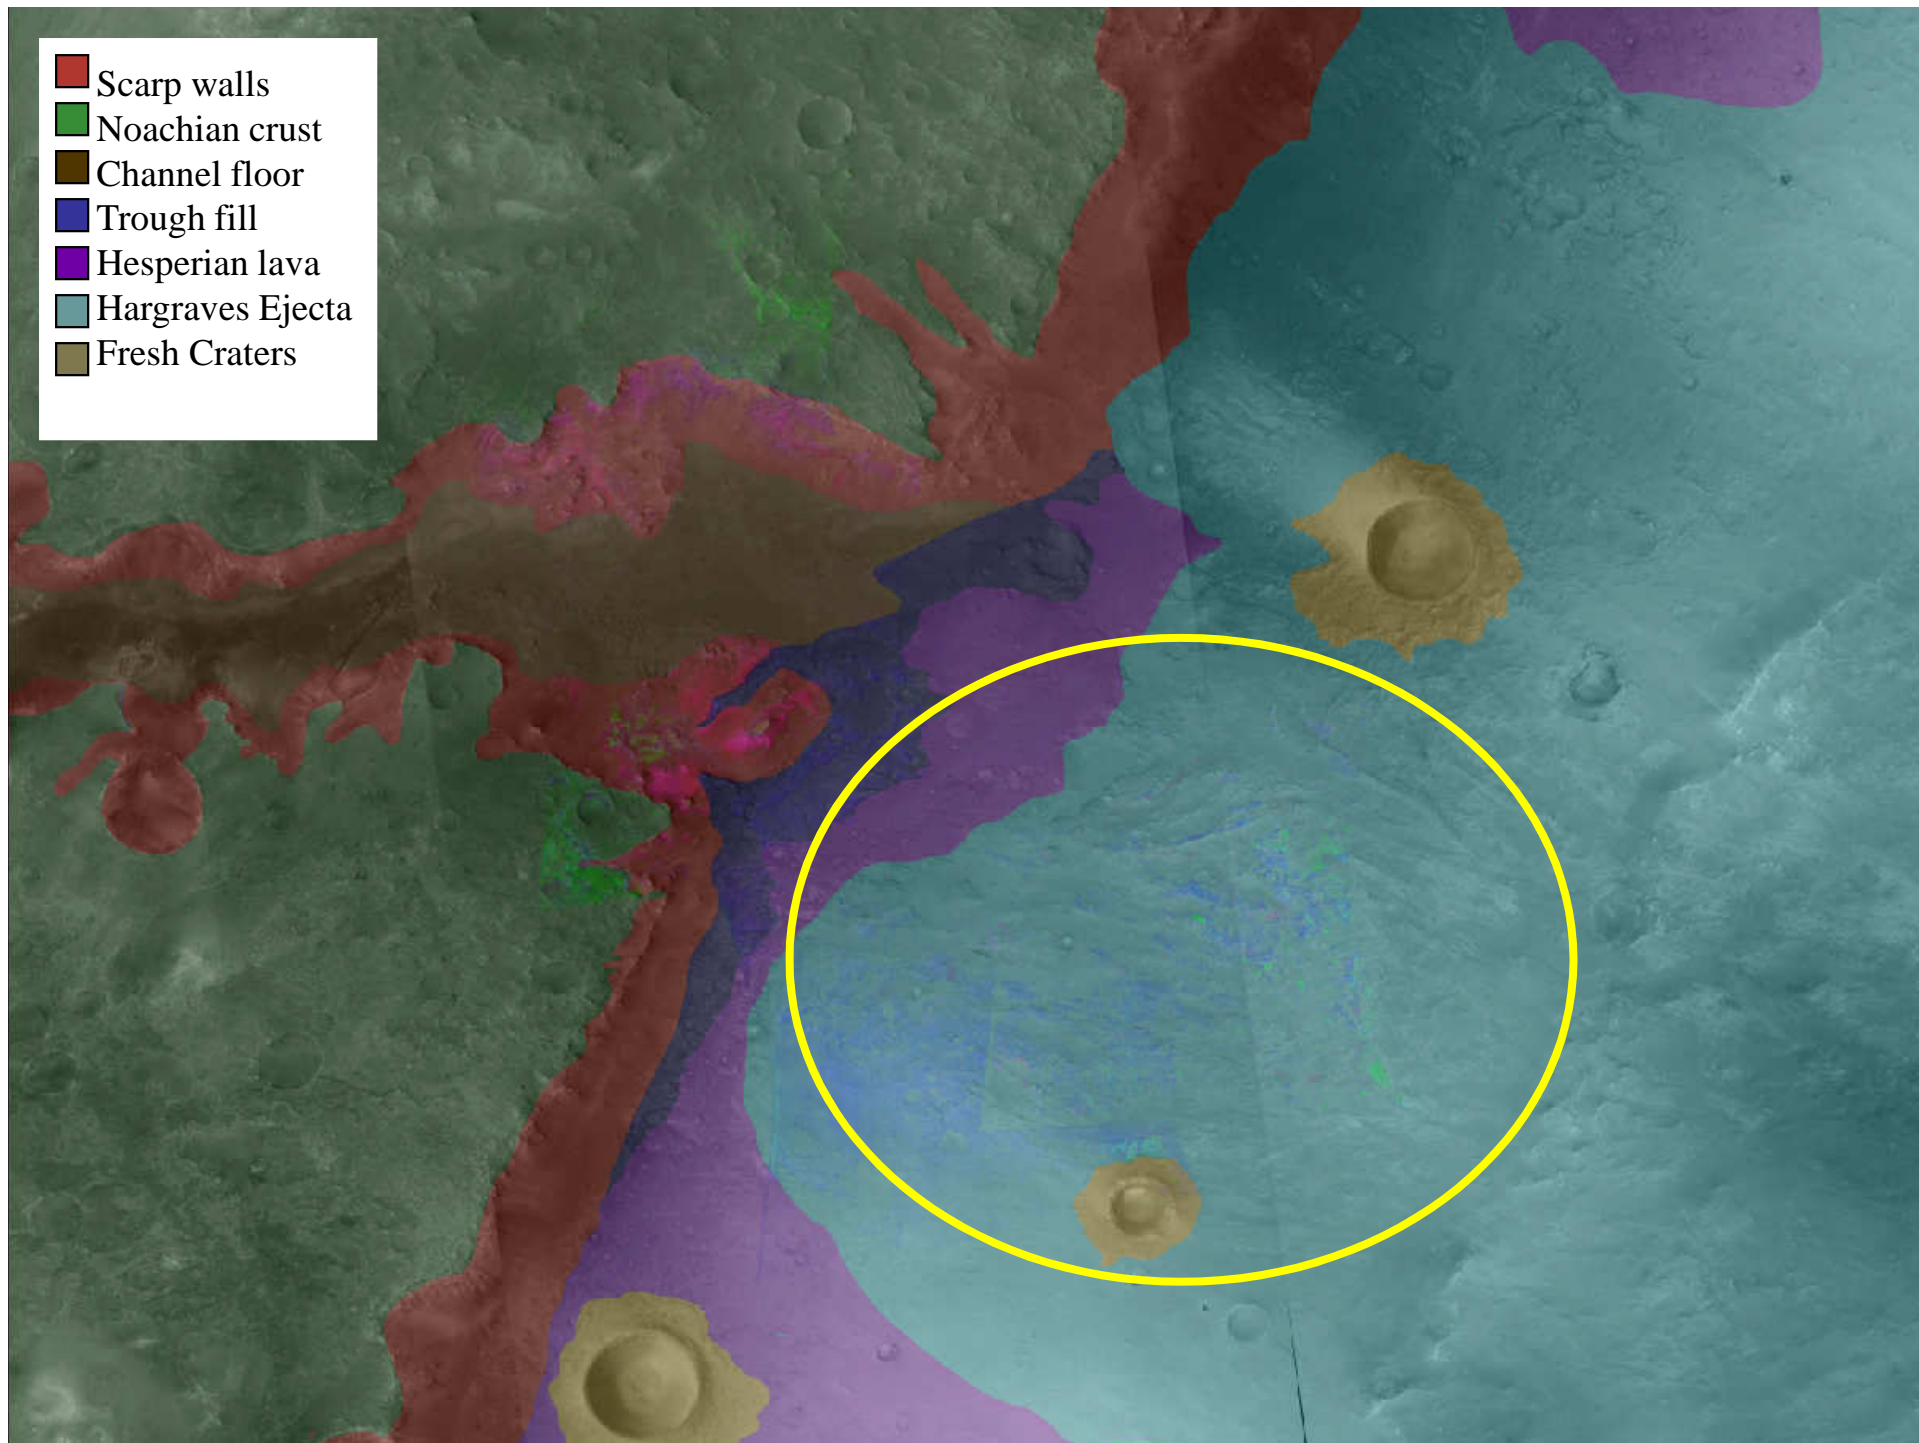 Scarp walls
Noachian crust
Channel floor
Trough fill
Hesperian lava
Hargraves Ejecta
Fresh Craters